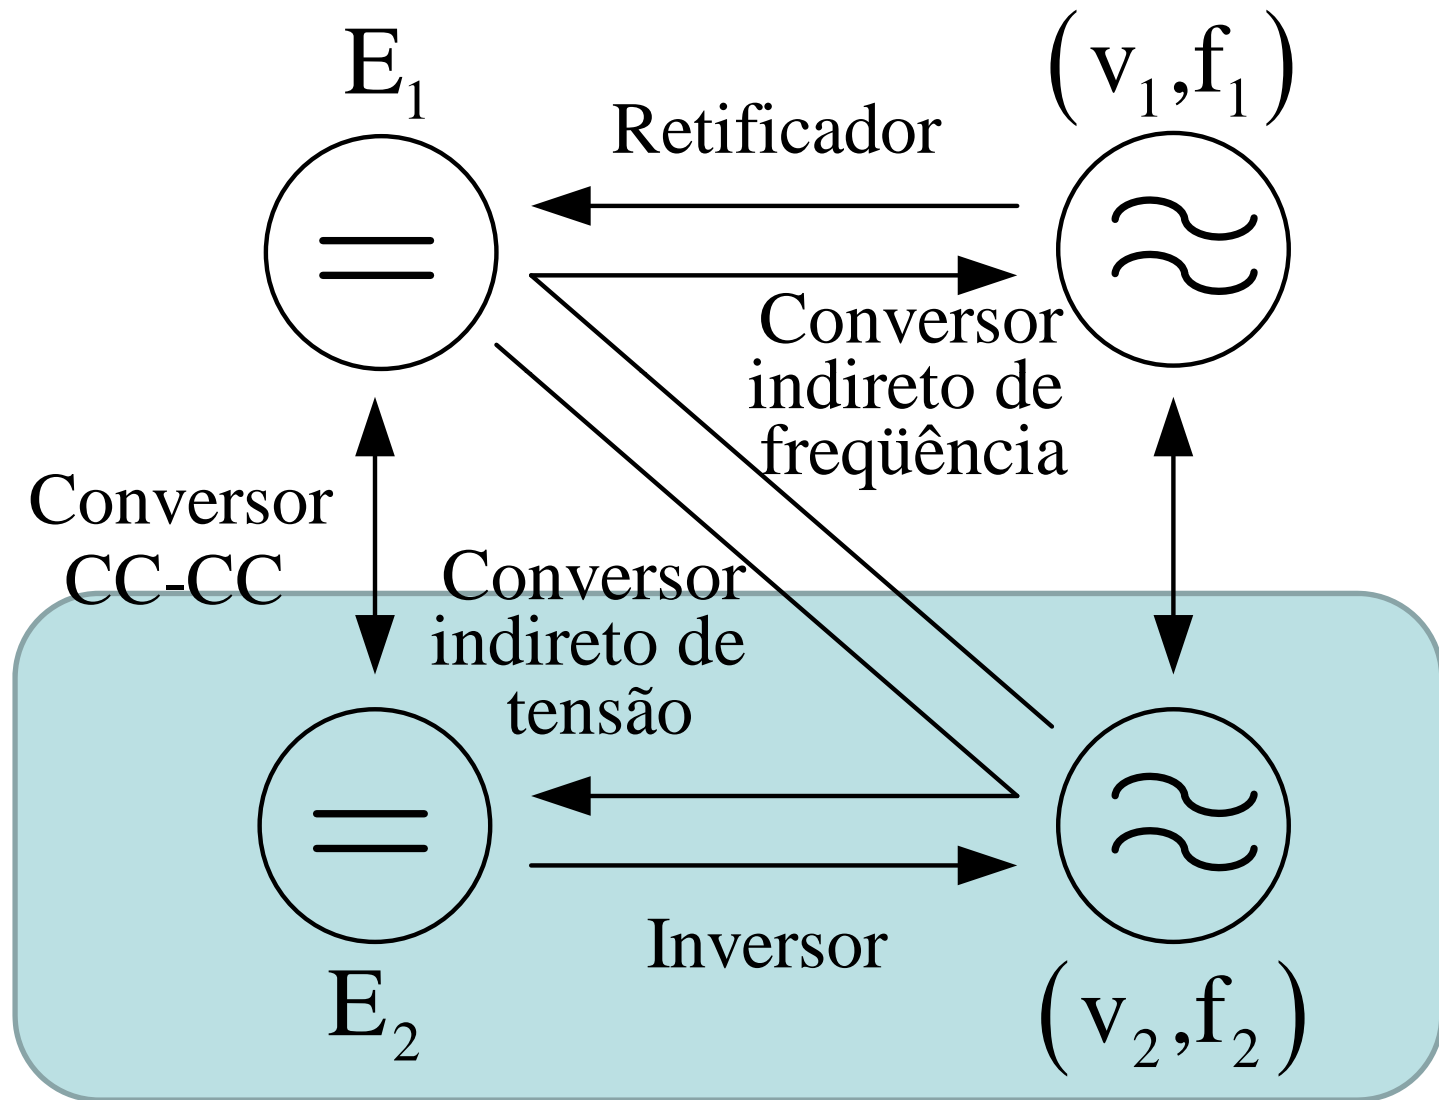 E₁
(v₁,f₁)
Retificador
Conversor
indireto de
freqüência
Conversor
CC-CC
Conversor
indireto de
tensão
Inversor
E₂
(v₂,f₂)